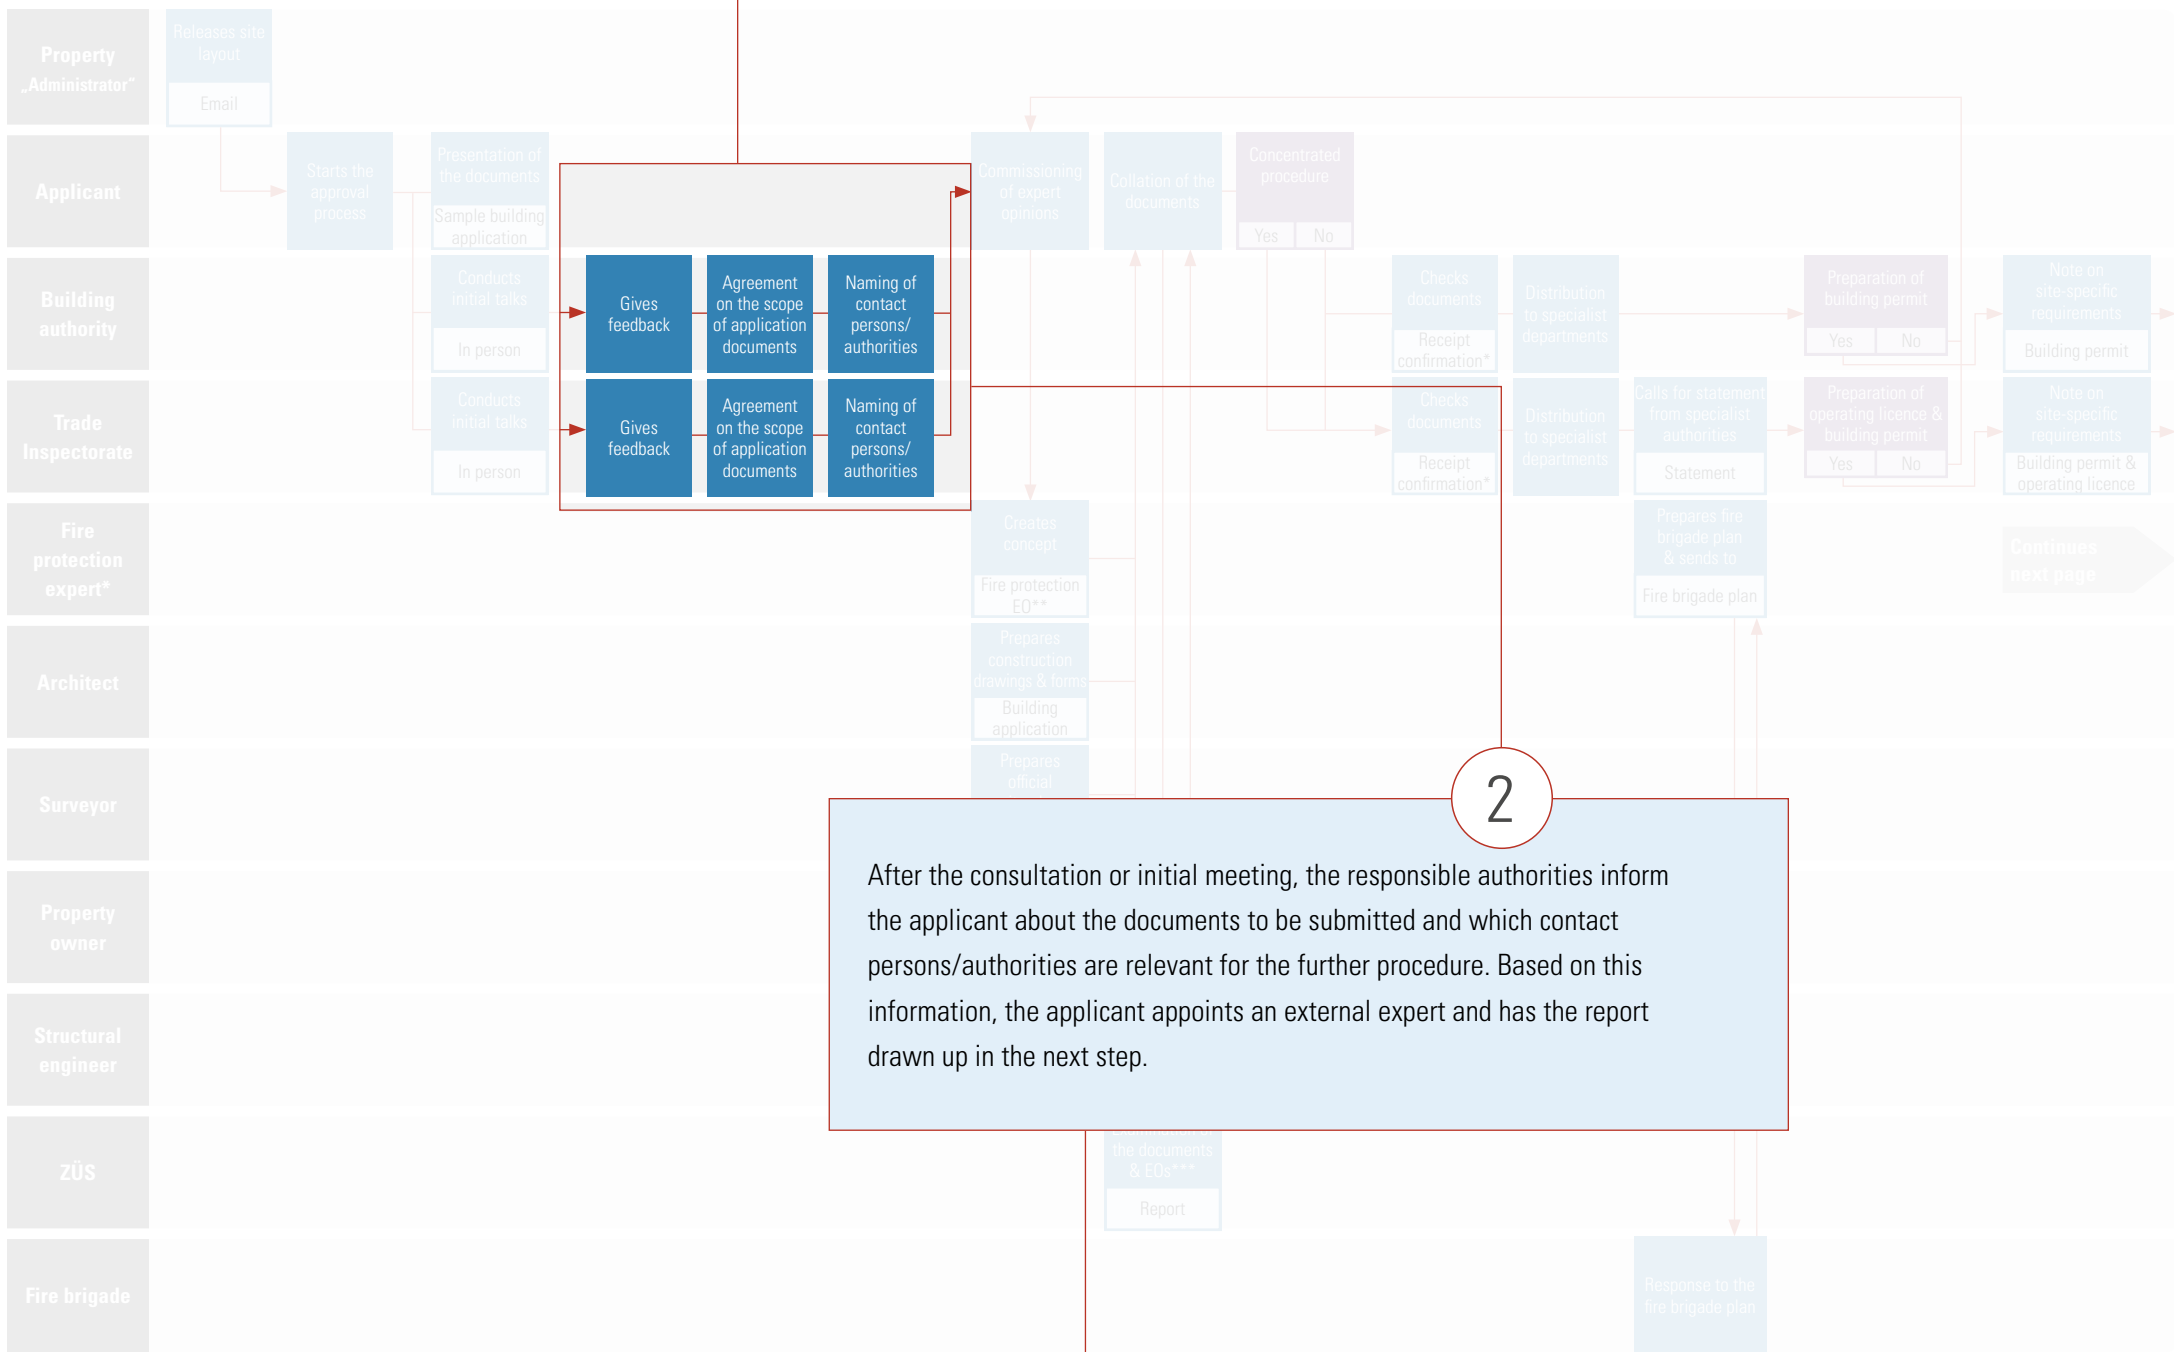 Property
„Administrator“
Releases site
layout
Email
Applicant
Starts the
approval
process
Presentation of
the documents
Sample building
application
Commissioning
of expert
opinions
Collation of the
documents
Concentrated
procedure
Yes No
Building
authority
Conducts
initial talks
In person
Gives
feedback
Agreement
on the scope
of application
documents
Naming of
contact
persons/
authorities
Checks
documents
Receipt
confirmation*
Distribution
to specialist
departments
Preparation of
building permit
Yes No
Note on
site-specific
requirements
Building permit
Trade
Inspectorate
Conducts
initial talks
In person
Gives
feedback
Agreement
on the scope
of application
documents
Naming of
contact
persons/
authorities
Checks
documents
Receipt
confirmation*
Distribution
to specialist
departments
Calls for statement
from specialist
authorities
Statement
Preparation of
operating licence &
building permit
Yes No
Note on
site-specific
requirements
Building permit &
operating licence
Fire
protection
expert*
Creates
concept
Fire protection
EO**
Prepares fire
brigade plan
& sends to
Fire brigade plan
Continues
next page
Architect
Prepares
construction
drawings & forms
Building
application
Surveyor
Prepares
official
2
After the consultation or initial meeting, the responsible authorities inform
the applicant about the documents to be submitted and which contact
persons/authorities are relevant for the further procedure. Based on this
information, the applicant appoints an external expert and has the report
drawn up in the next step.
Property
owner
Structural
engineer
ZÜS
the documents
& EOs***
Report
Fire brigade
Response to the
fire brigade plan